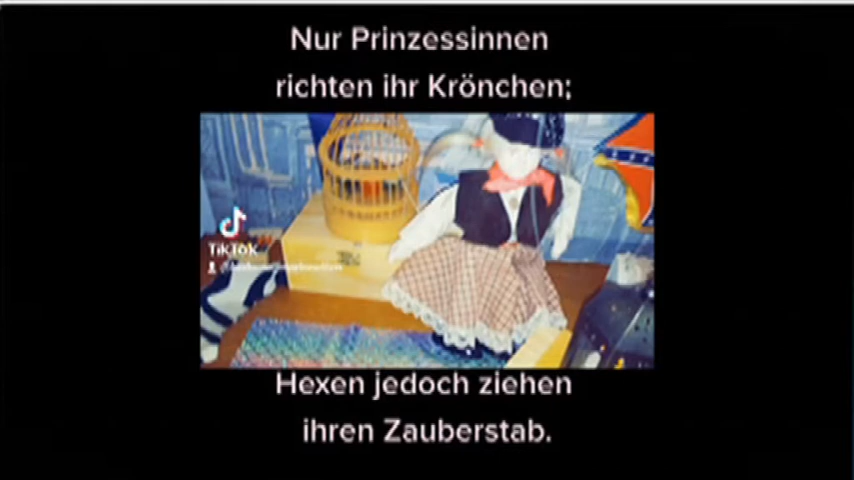 Nur Prinzessinnen
richten ihr Krönchen;
TikTok
Hexen jedoch ziehen
ihren Zauberstab.